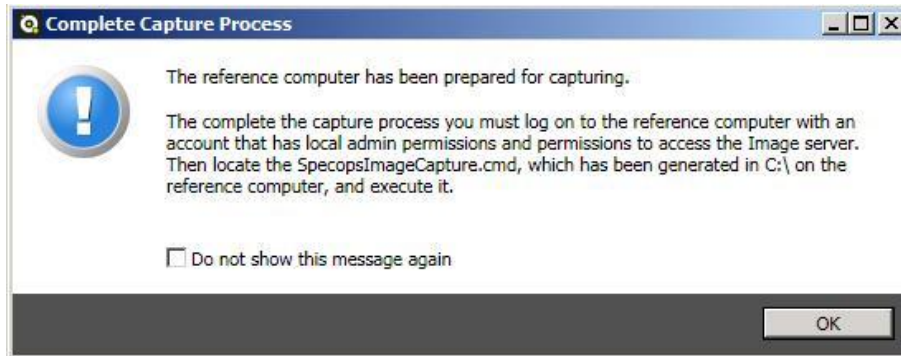 Complete Capture Process
The reference computer has been prepared for capturing.
The complete the capture process you must log on to the reference computer with an
account that has local admin permissions and permissions to access the Image server.
Then locate the SpecopsImageCapture.cmd, which has been generated in C:\ on the
reference computer, and execute it.
Do not show this message again
OK